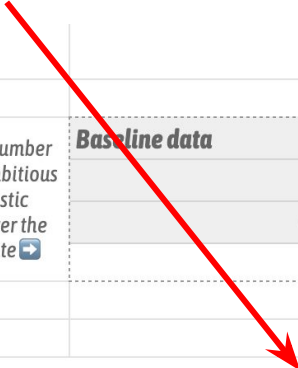 Baseline data
umber
bitious
stic
er the
te ➡️